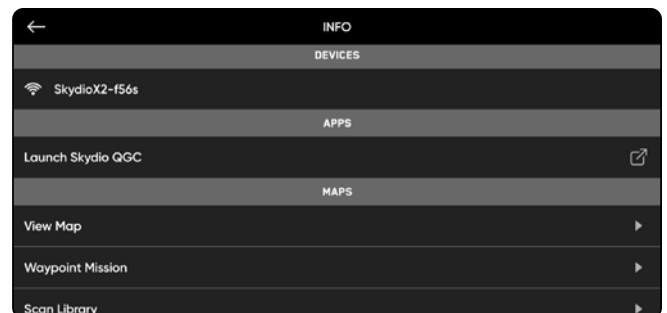 INFO
DEVICES
SkydioX2-f56s
APPS
Launch Skydio QGC
MAPS
View Map
Waypoint Mission
Scan Library